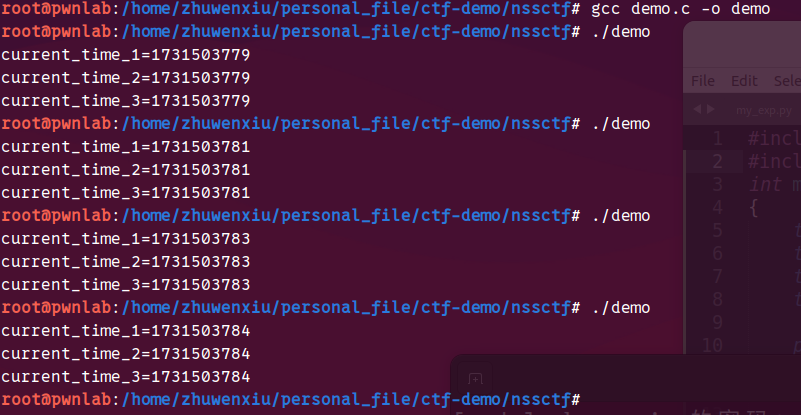 root@pwnlab:/home/zhuwenxiu/personal_file/ctf-demo/nssctf# gcc demo.c -o demo
root@pwnlab:/home/zhuwenxiu/personal_file/ctf-demo/nssctf# ./demo
current_time_1=1731503779
current_time_2=1731503779
current_time_3=1731503779
root@pwnlab:/home/zhuwenxiu/personal_file/ctf-demo/nssctf# ./demo
current_time_1=1731503781
current_time_2=1731503781
current_time_3=1731503781
root@pwnlab:/home/zhuwenxiu/personal_file/ctf-demo/nssctf# ./demo
current_time_1=1731503783
current_time_2=1731503783
current_time_3=1731503783
root@pwnlab:/home/zhuwenxiu/personal_file/ctf-demo/nssctf# ./demo
current_time_1=1731503784
current_time_2=1731503784
current_time_3=1731503784
root@pwnlab:/home/zhuwenxiu/personal_file/ctf-demo/nssctf#
File Edit Sele
my_exp.py
1 #incl
2 #incl
3 int m
4 {
5 t
6 t
7 t
8 t
9
10 p